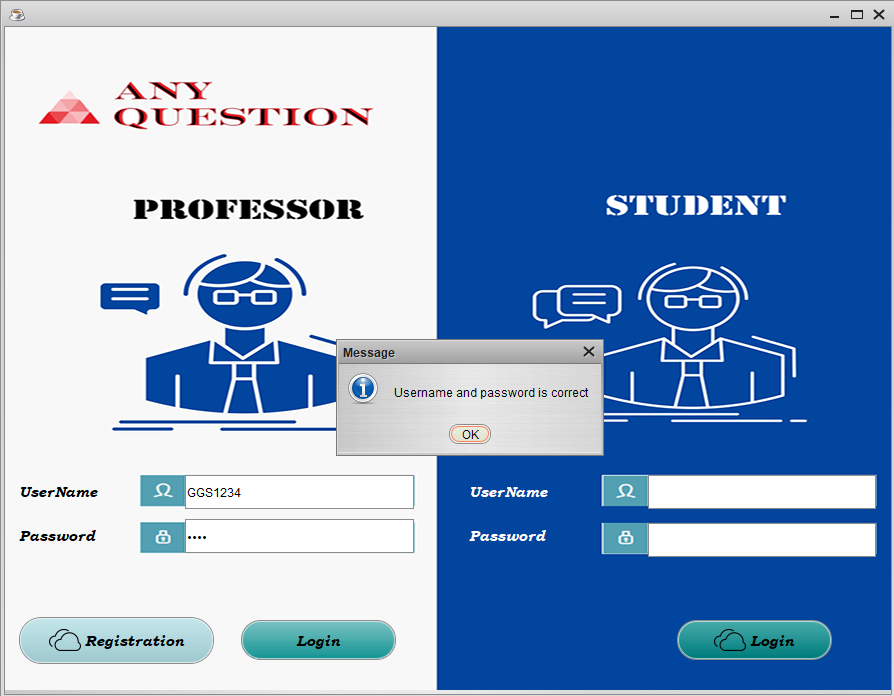 ANY
QUESTION
PROFESSOR
STUDENT
Message
Username and password is correct
OK
UserName
GGS1234
Password
••••
UserName
Password
Registration
Login
Login